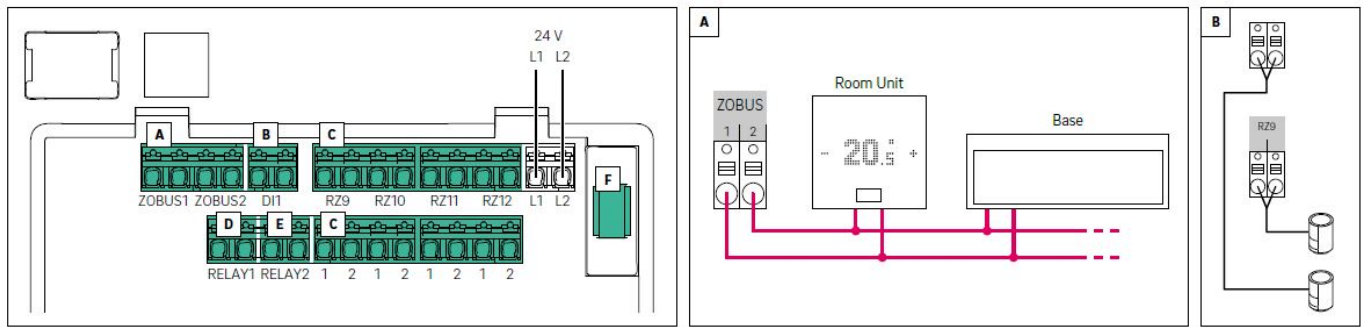 24 V
L1 L2
A B C
F
ZOBUS1 ZOBUS2 DI1 RZ9 RZ10 RZ11 RZ12 L1 L2
D E C
RELAY1 RELAY2 1 2 1 2 1 2 1 2
A
ZOBUS
1 2
Room Unit
- 20.5° +
Base
B
RZ9